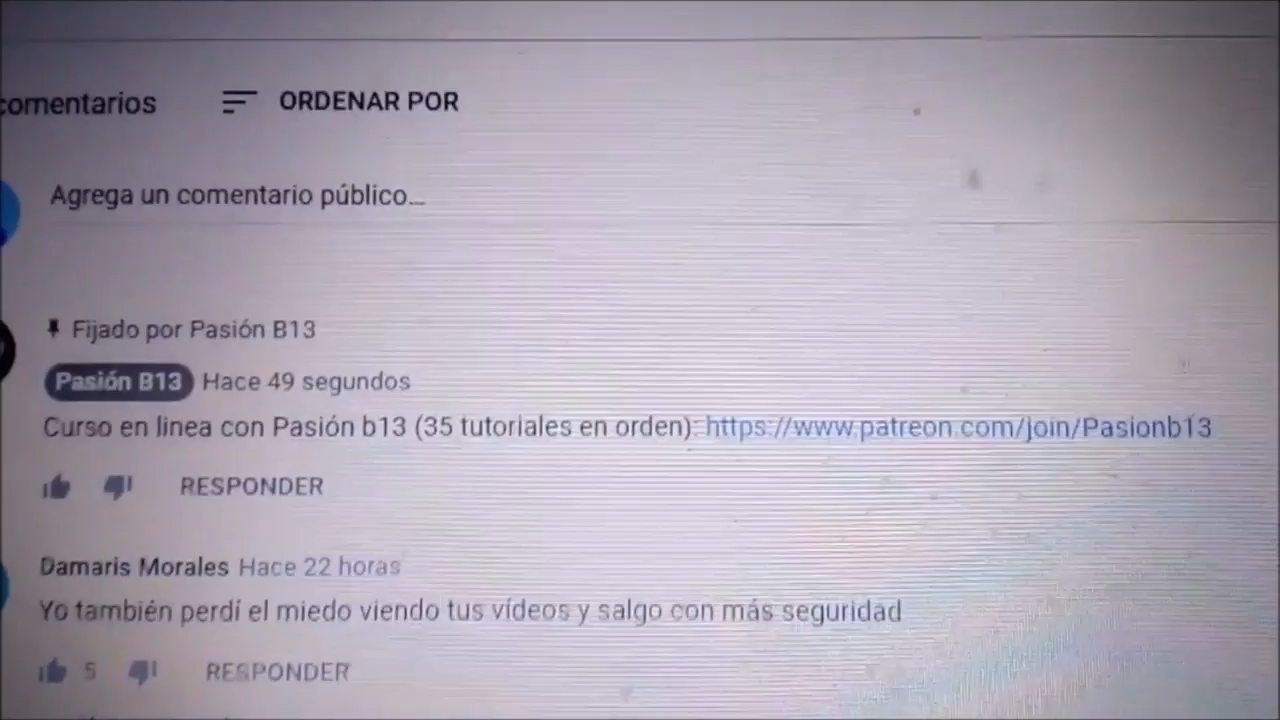 comentarios
ORDENAR POR
Agrega un comentario público...
Fijado por Pasión B13
Pasión B13 Hace 49 segundos
Curso en linea con Pasión b13 (35 tutoriales en orden): https://www.patreon.com/join/Pasionb13
RESPONDER
Damaris Morales Hace 22 horas
Yo también perdí el miedo viendo tus vídeos y salgo con más seguridad
5 RESPONDER